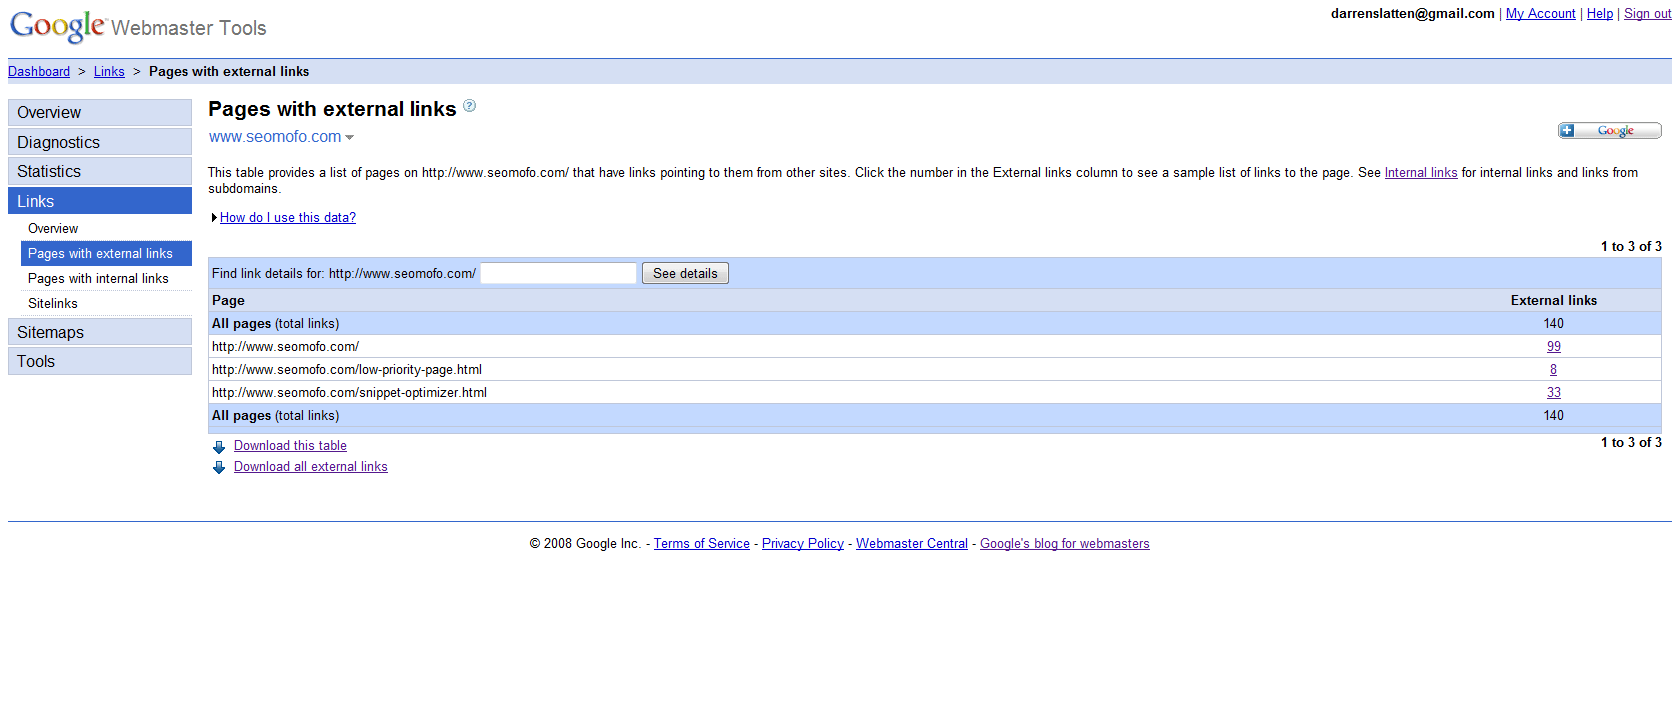 Google Webmaster Tools
darrenslatten@gmail.com | My Account | Help | Sign out
Dashboard > Links > Pages with external links
Overview
Diagnostics
Statistics
Links
Overview
Pages with external links
Pages with internal links
Sitelinks
Sitemaps
Tools
Pages with external links ?
www.seomofo.com
Google
This table provides a list of pages on http://www.seomofo.com/ that have links pointing to them from other sites. Click the number in the External links column to see a sample list of links to the page. See Internal links for internal links and links from
subdomains.
How do I use this data?
1 to 3 of 3
Find link details for: http://www.seomofo.com/ See details
Page External links
All pages (total links) 140
http://www.seomofo.com/ 99
http://www.seomofo.com/low-priority-page.html 8
http://www.seomofo.com/snippet-optimizer.html 33
All pages (total links) 140
Download this table 1 to 3 of 3
Download all external links
© 2008 Google Inc. - Terms of Service - Privacy Policy - Webmaster Central - Google's blog for webmasters